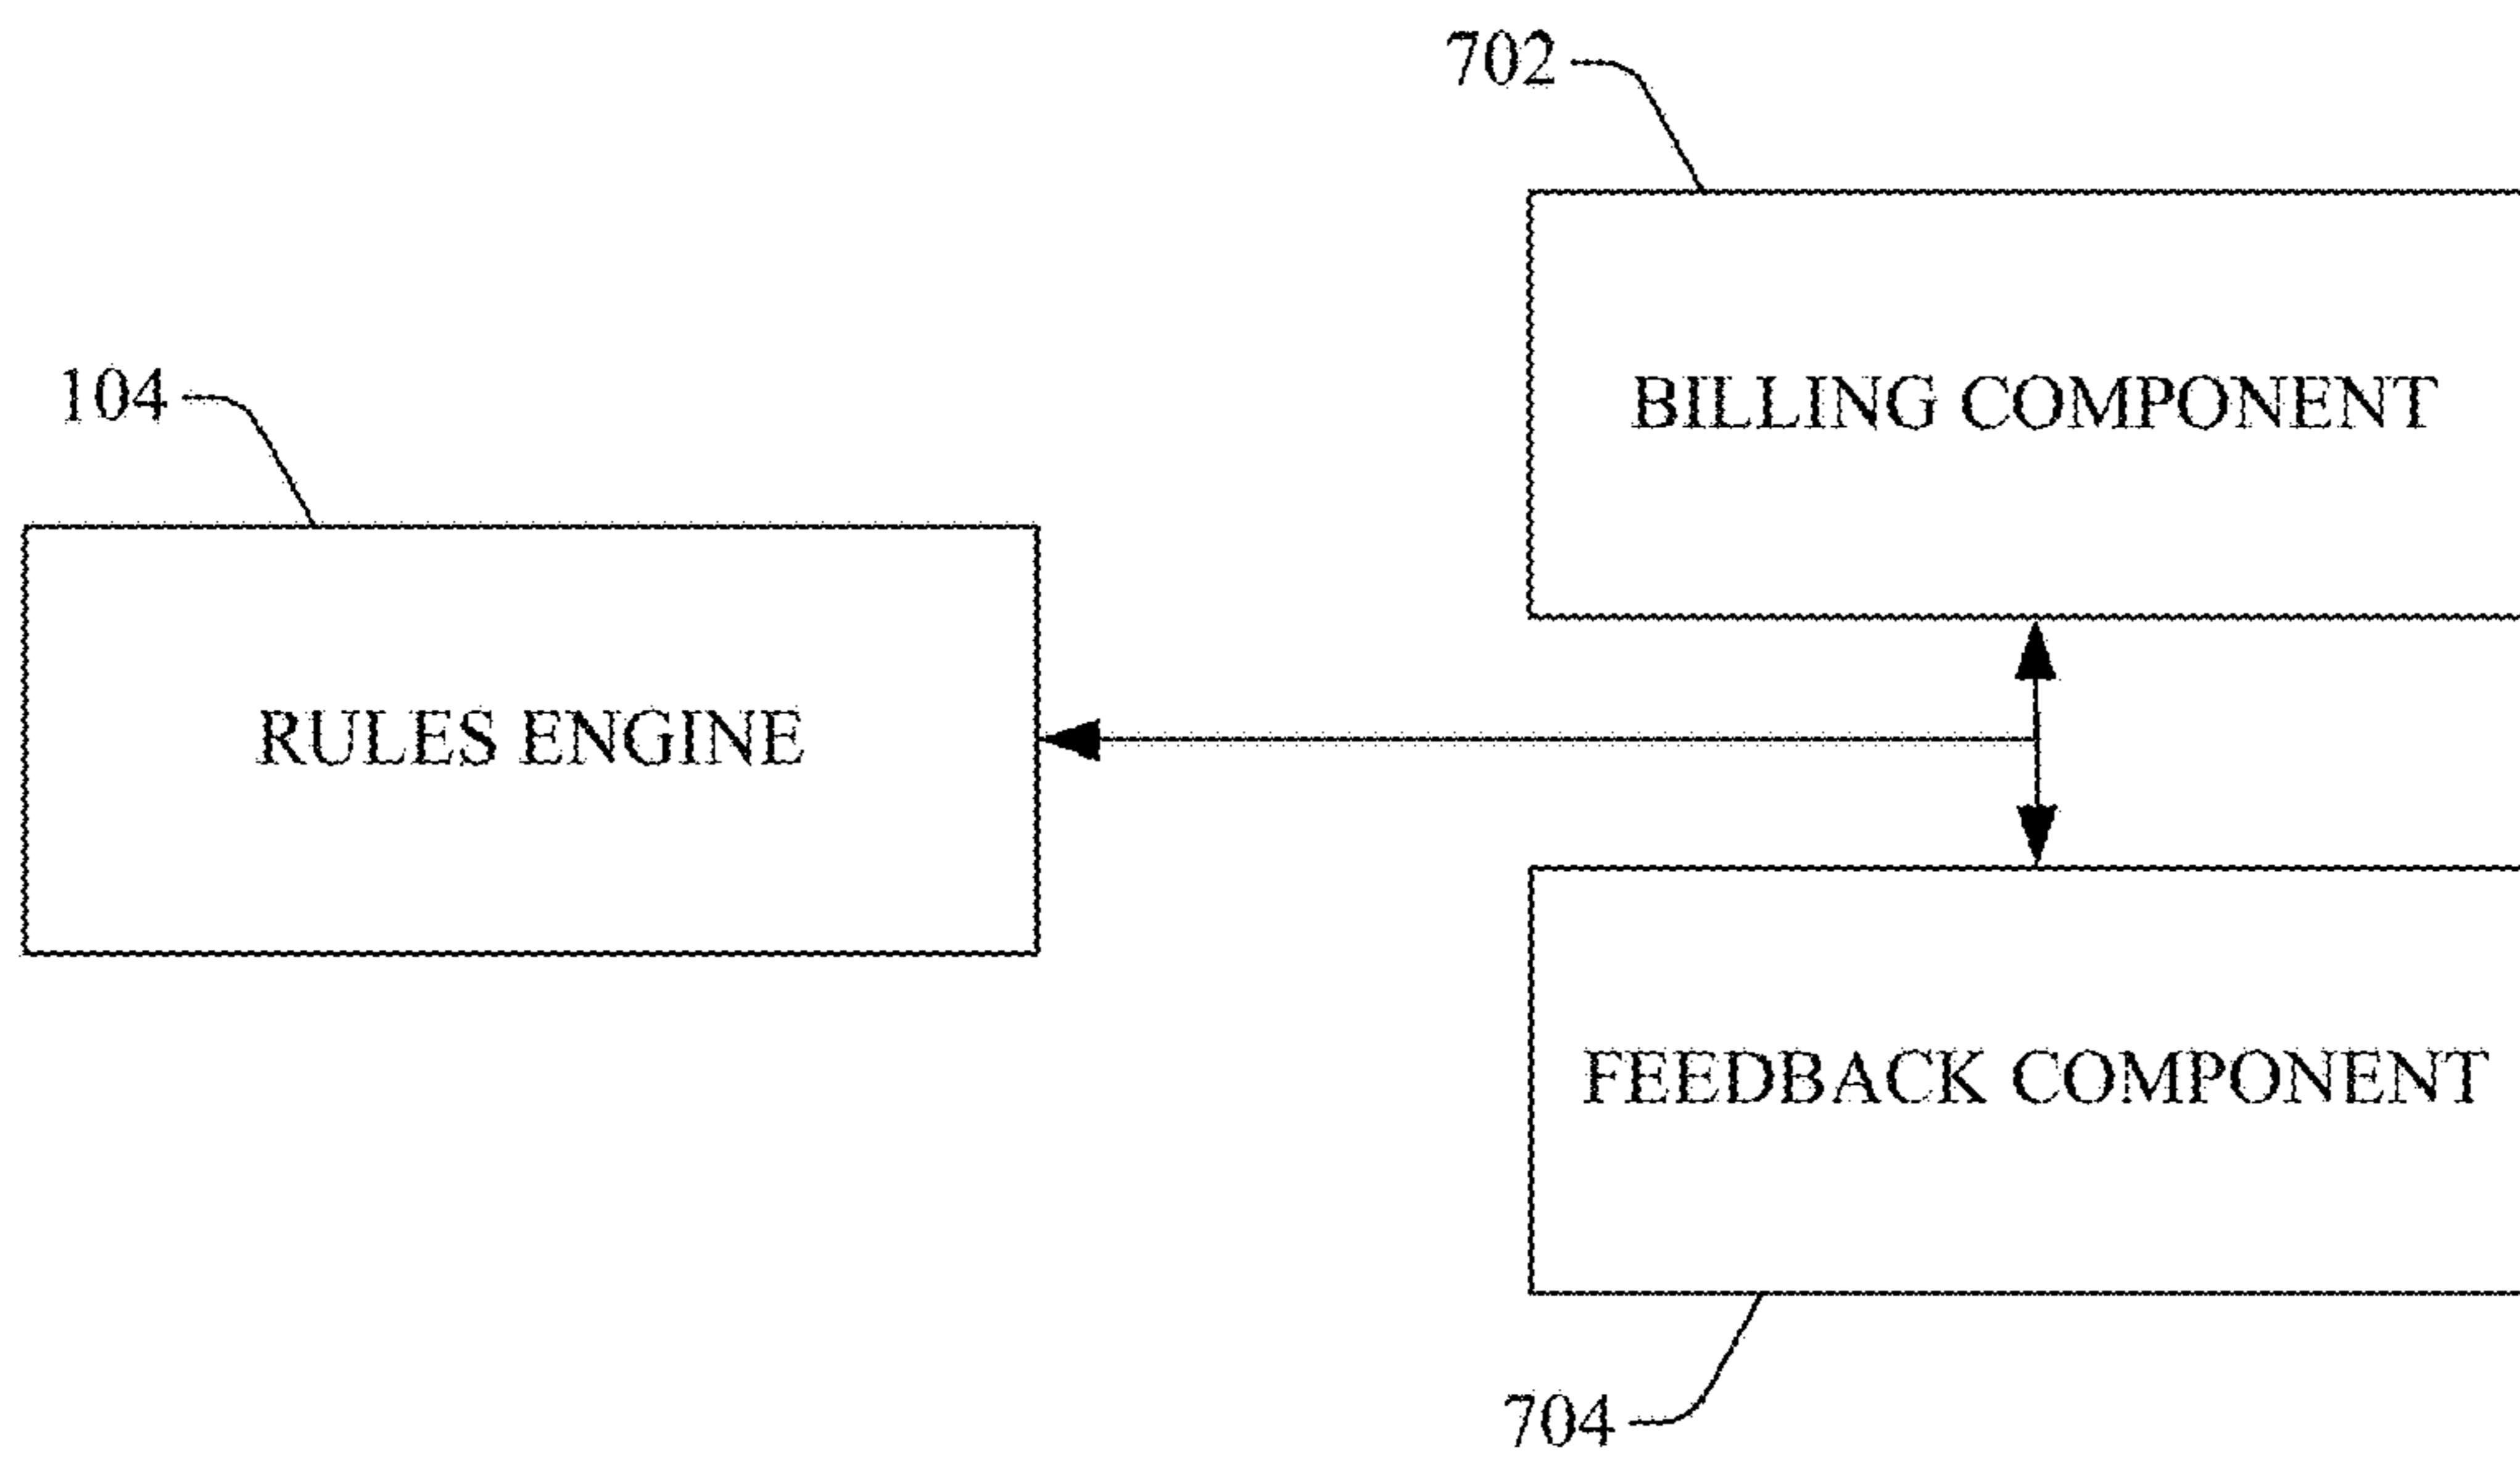 702
BILLING COMPONENT
104
RULES ENGINE
FEEDBACK COMPONENT
704